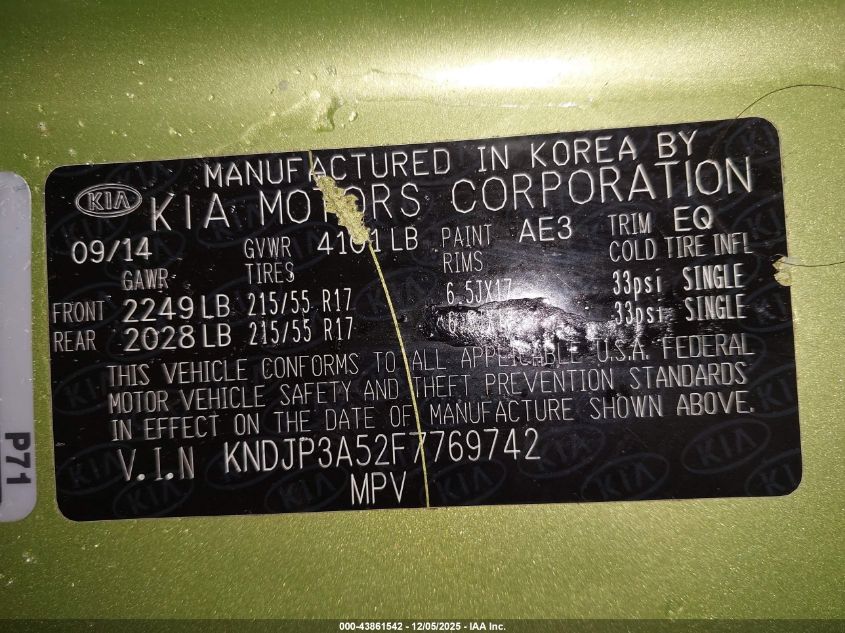 MANUFACTURED IN KOREA BY
KIA KIA MOTORS CORPORATION
09/14 GVWR 4101 LB PAINT AE3 TRIM EQ
GAWR TIRES RIMS COLD TIRE INFL
FRONT 2249 LB 215/55 R17 6.5JX17 33psi SINGLE
REAR 2028 LB 215/55 R17 33psi SINGLE
THIS VEHICLE CONFORMS TO ALL APPLICABLE U.S.A. FEDERAL
MOTOR VEHICLE SAFETY AND THEFT PREVENTION STANDARDS
IN EFFECT ON THE DATE OF MANUFACTURE SHOWN ABOVE.
V.I.N KNDJP3A52F7769742
MPV
P71
000-43861542 - 12/05/2025 - IAA Inc.